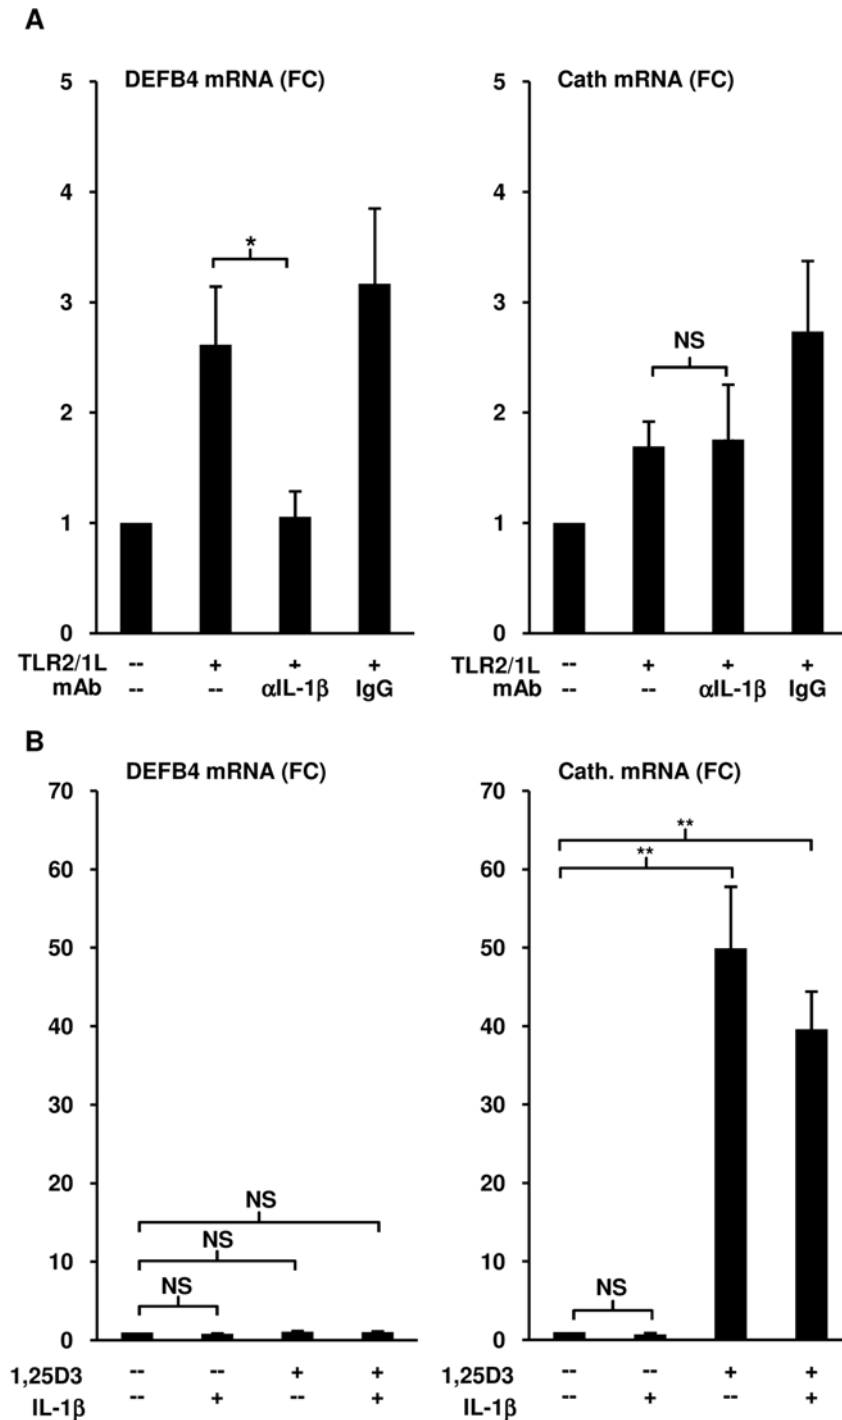 A
DEFB4 mRNA (FC)
5
4
3
2
1
0
*
TLR2/1L -- + + +
mAb -- -- αIL-1β IgG
Cath mRNA (FC)
5
4
3
2
1
0
NS
TLR2/1L -- + + +
mAb -- -- αIL-1β IgG
B
DEFB4 mRNA (FC)
70
60
50
40
30
20
10
0
NS
NS
NS
1,25D3 -- -- + +
IL-1β -- + -- +
Cath. mRNA (FC)
70
60
50
40
30
20
10
0
**
**
NS
1,25D3 -- -- + +
IL-1β -- + -- +